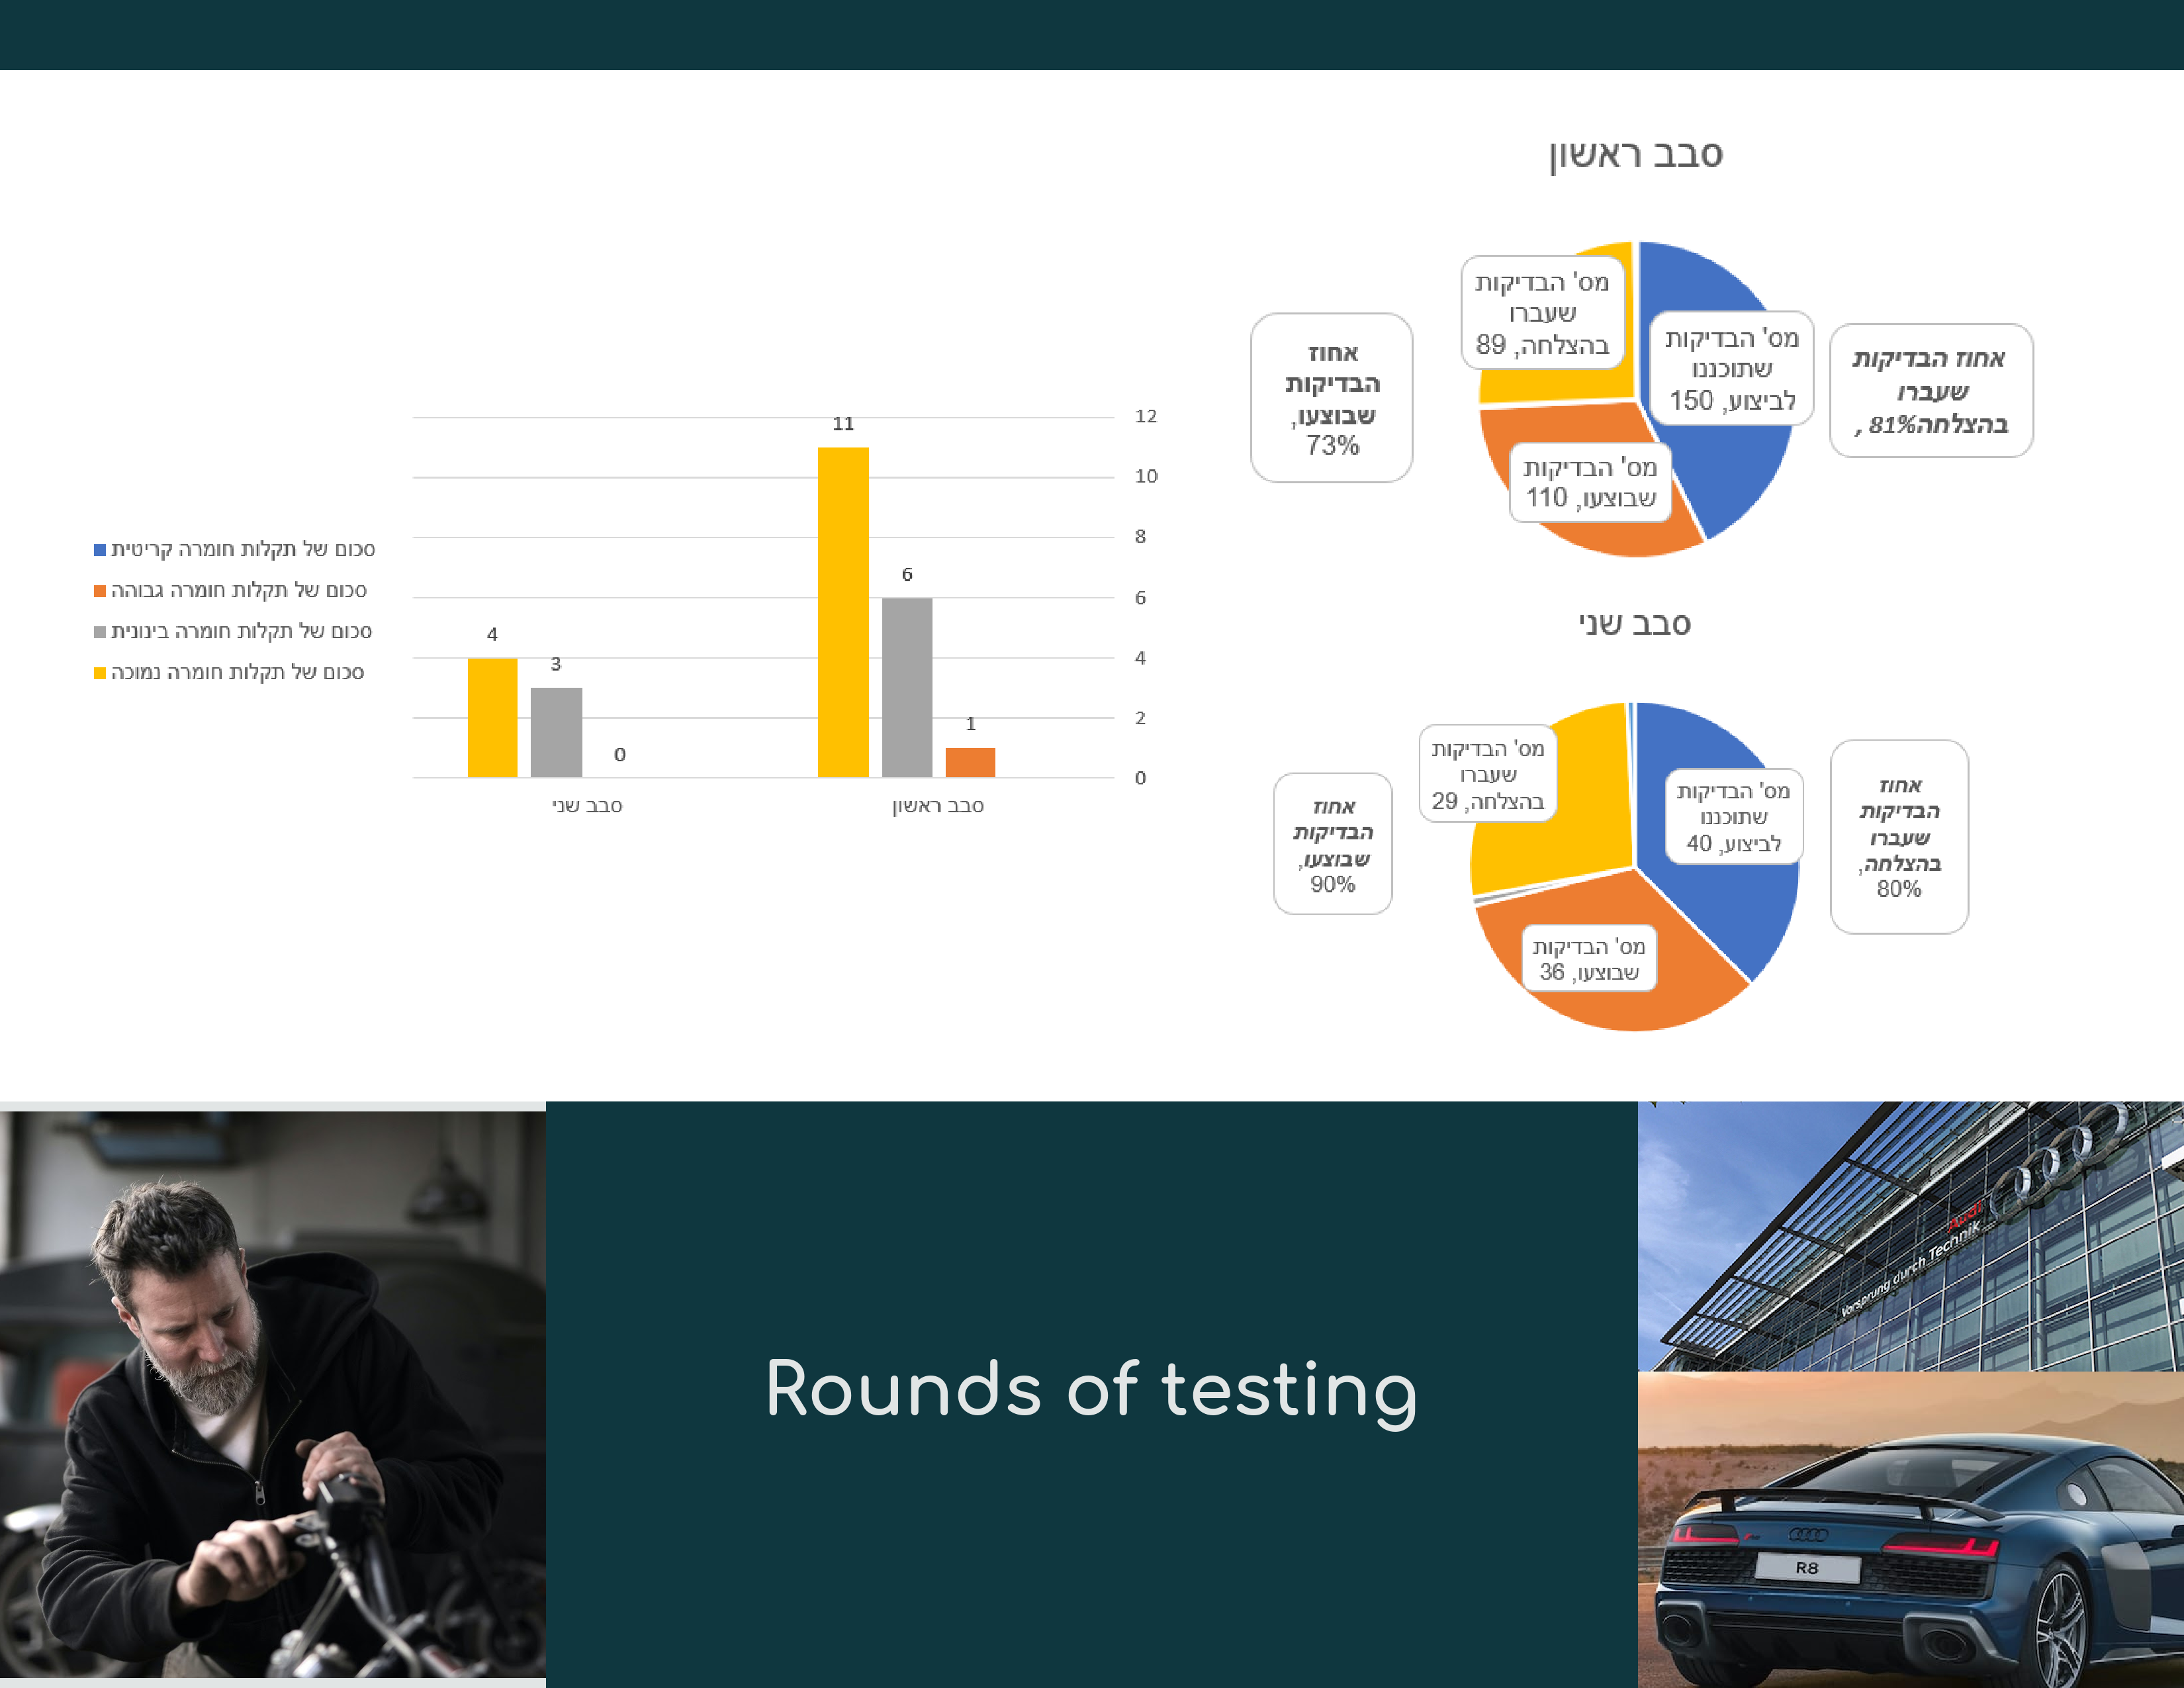 סבב ראשון
מס' הבדיקות
שעברו
בהצלחה, 89
מס' הבדיקות
שתוכננו
לביצוע, 150
מס' הבדיקות
שבוצעו, 110
אחוז הבדיקות
שעברו
בהצלחה81% ,
אחוז
הבדיקות
שבוצעו,
73%
סבב שני
מס' הבדיקות
שעברו
בהצלחה, 29
מס' הבדיקות
שתוכננו
לביצוע, 40
מס' הבדיקות
שבוצעו, 36
אחוז
הבדיקות
שעברו
בהצלחה,
80%
אחוז
הבדיקות
שבוצעו,
90%
12
10
8
6
4
2
0
11
6
1
4
3
0
סבב ראשון
סבב שני
סכום של תקלות חומרה קריטית
סכום של תקלות חומרה גבוהה
סכום של תקלות חומרה בינונית
סכום של תקלות חומרה נמוכה
Rounds of testing
Audi
Vorsprung durch Technik
R8